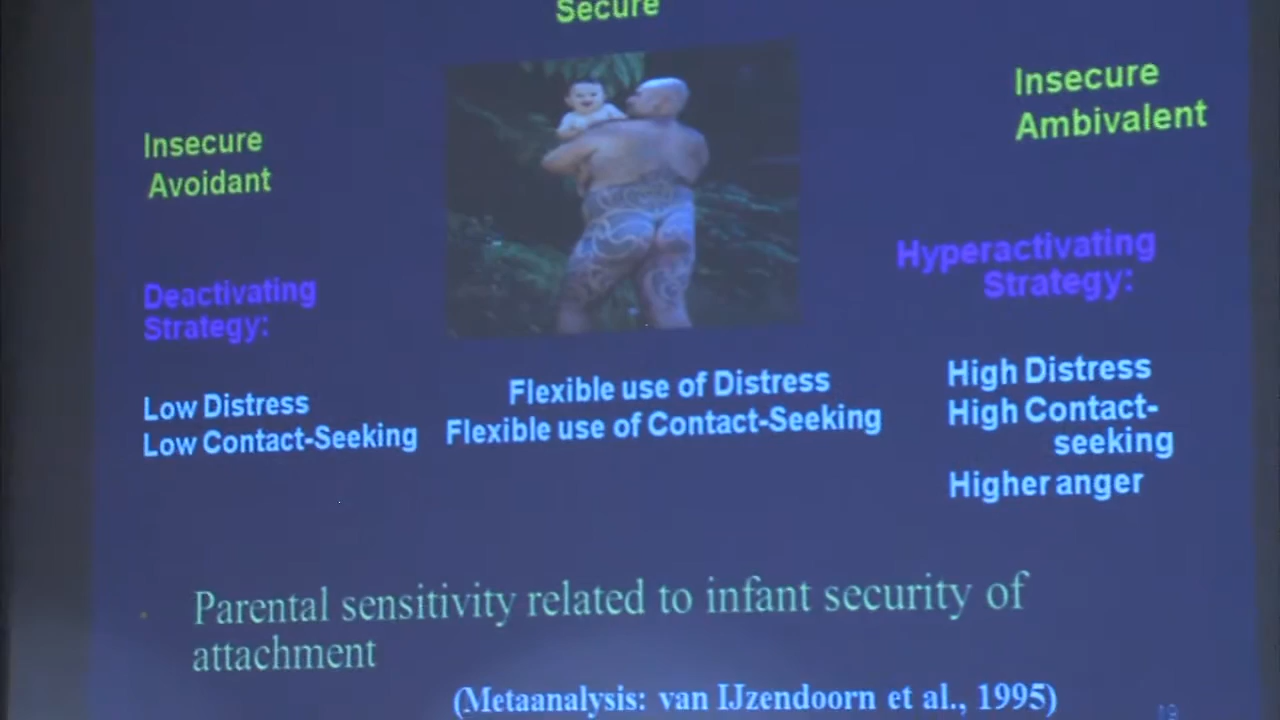 Secure
Insecure
Avoidant
Insecure
Ambivalent
Deactivating
Strategy:
Hyperactivating
Strategy:
Low Distress
Low Contact-Seeking
Flexible use of Distress
Flexible use of Contact-Seeking
High Distress
High Contact-
seeking
Higher anger
Parental sensitivity related to infant security of
attachment
(Metaanalysis: van IJzendoorn et al., 1995)